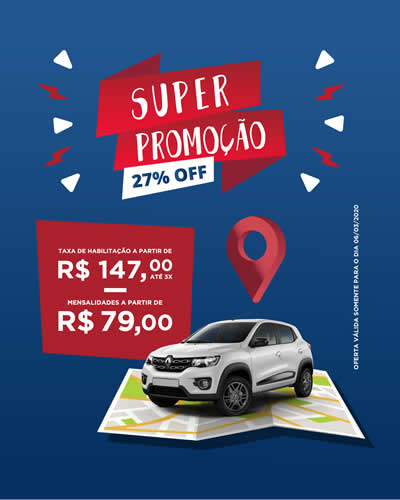 SUPER
PROMOÇÃO
27% OFF
TAXA DE HABILITAÇÃO A PARTIR DE
R$ 147,00
ATÉ 3X
MENSALIDADES A PARTIR DE
R$ 79,00
OFERTA VÁLIDA SOMENTE PARA O DIA 06/03/2020